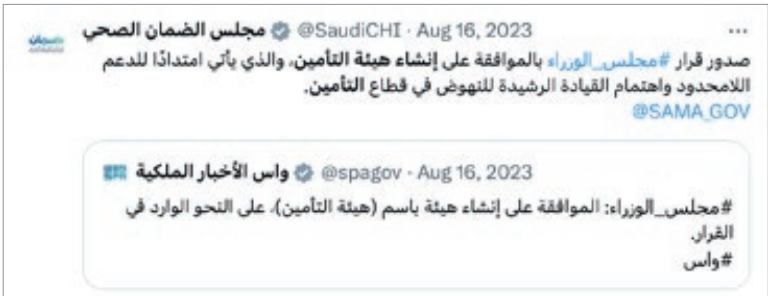 مجلس الضمان الصحي @SaudiCHI · Aug 16, 2023 ...
صدور قرار #مجلس_الوزراء بالموافقة على إنشاء هيئة التأمين، والذي يأتي امتدادًا للدعم
اللامحدود واهتمام القيادة الرشيدة للنهوض في قطاع التأمين.
@SAMA_GOV
واس الأخبار الملكية @spagov · Aug 16, 2023
#مجلس_الوزراء: الموافقة على إنشاء هيئة باسم (هيئة التأمين)، على النحو الوارد في
القرار.
#واس